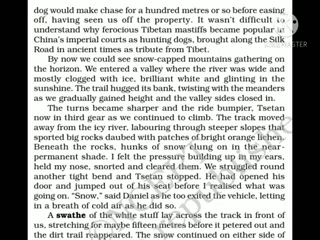 dog would make chase for a hundred metres or so before easing
off, having seen us off the property. It wasn't difficult to
understand why ferocious Tibetan mastiffs became popular in
China's imperial courts as hunting dogs, brought along the Silk
Road in ancient times as tribute from Tibet.
By now we could see snow-capped mountains gathering on
the horizon. We entered a valley where the river was wide and
mostly clogged with ice, brilliant white and glinting in the
sunshine. The trail hugged its bank, twisting with the meanders
as we gradually gained height and the valley sides closed in.
The turns became sharper and the ride bumpier, Tsetan
now in third gear as we continued to climb. The track moved
away from the icy river, labouring through steeper slopes that
sported big rocks daubed with patches of bright orange lichen.
Beneath the rocks, hunks of snow clung on in the near-
permanent shade. I felt the pressure building up in my ears,
held my nose, snorted and cleared them. We struggled round
another tight bend and Tsetan stopped. He had opened his
door and jumped out of his seat before I realised what was
going on. “Snow,” said Daniel as he too exited the vehicle, letting
in a breath of cold air as he did so.
A swathe of the white stuff lay across the track in front of
us, stretching for maybe fifteen metres before it petered out and
the dirt trail reappeared. The snow continued on either side of